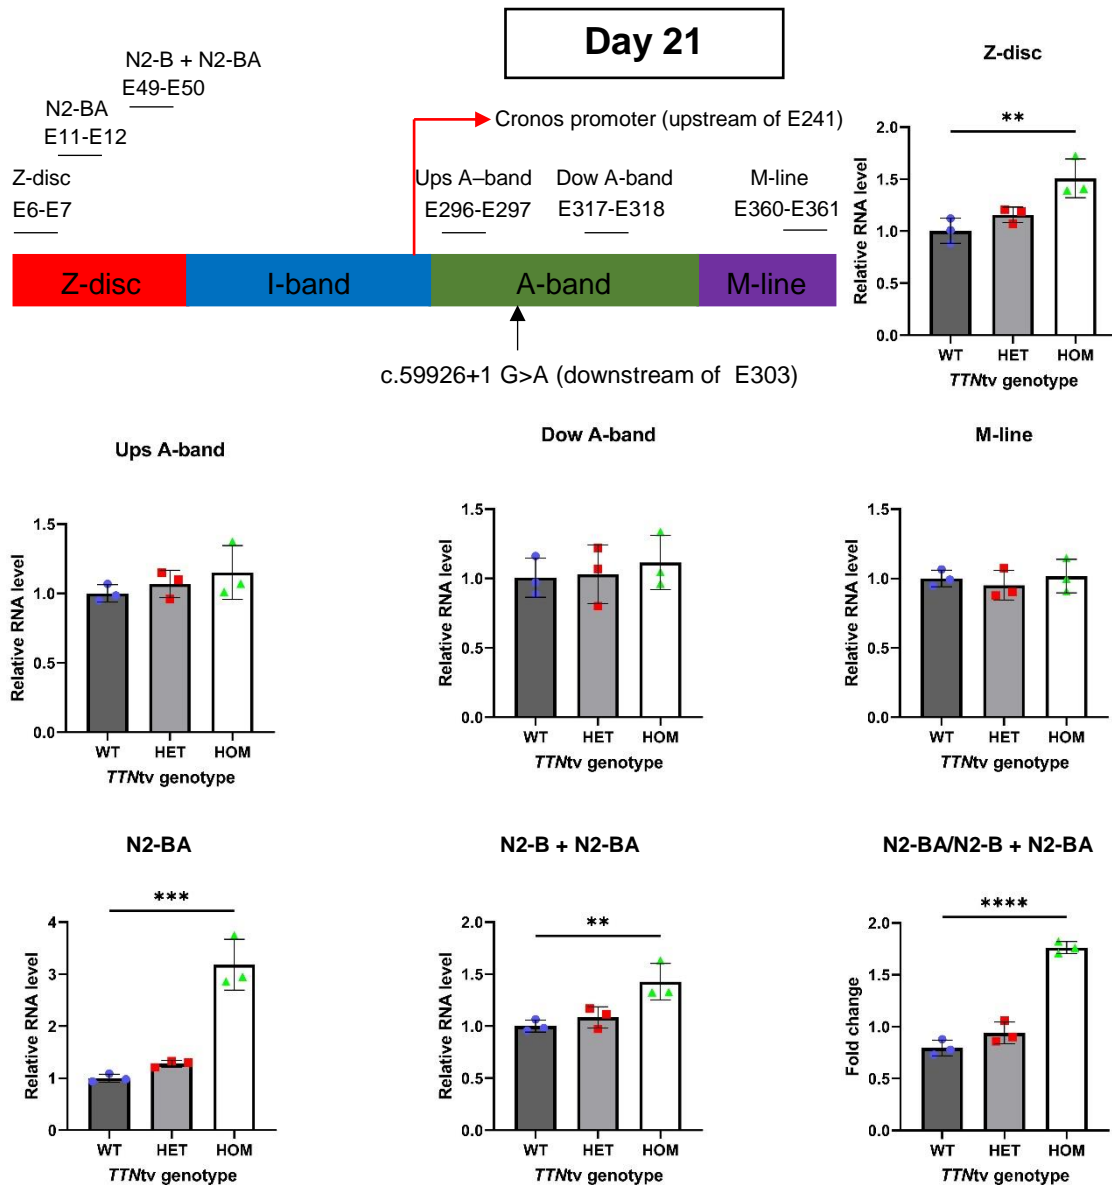 Day 21
N2-B + N2-BA
E49-E50
N2-BA
E11-E12
Z-disc
E6-E7
Cronos promoter (upstream of E241)
Ups A–band
E296-E297
Dow A-band
E317-E318
M-line
E360-E361
Z-disc
I-band
A-band
M-line
c.59926+1 G>A (downstream of E303)
Z-disc
**
Relative RNA level
2.0
1.5
1.0
0.5
0.0
WT HET HOM
TTNtv genotype
Ups A-band
Relative RNA level
1.5
1.0
0.5
0.0
WT HET HOM
TTNtv genotype
Dow A-band
Relative RNA level
1.5
1.0
0.5
0.0
WT HET HOM
TTNtv genotype
M-line
Relative RNA level
1.5
1.0
0.5
0.0
WT HET HOM
TTNtv genotype
N2-BA
***
Relative RNA level
4
3
2
1
0
WT HET HOM
TTNtv genotype
N2-B + N2-BA
**
Relative RNA level
2.0
1.5
1.0
0.5
0.0
WT HET HOM
TTNtv genotype
N2-BA/N2-B + N2-BA
****
Fold change
2.0
1.5
1.0
0.5
0.0
WT HET HOM
TTNtv genotype